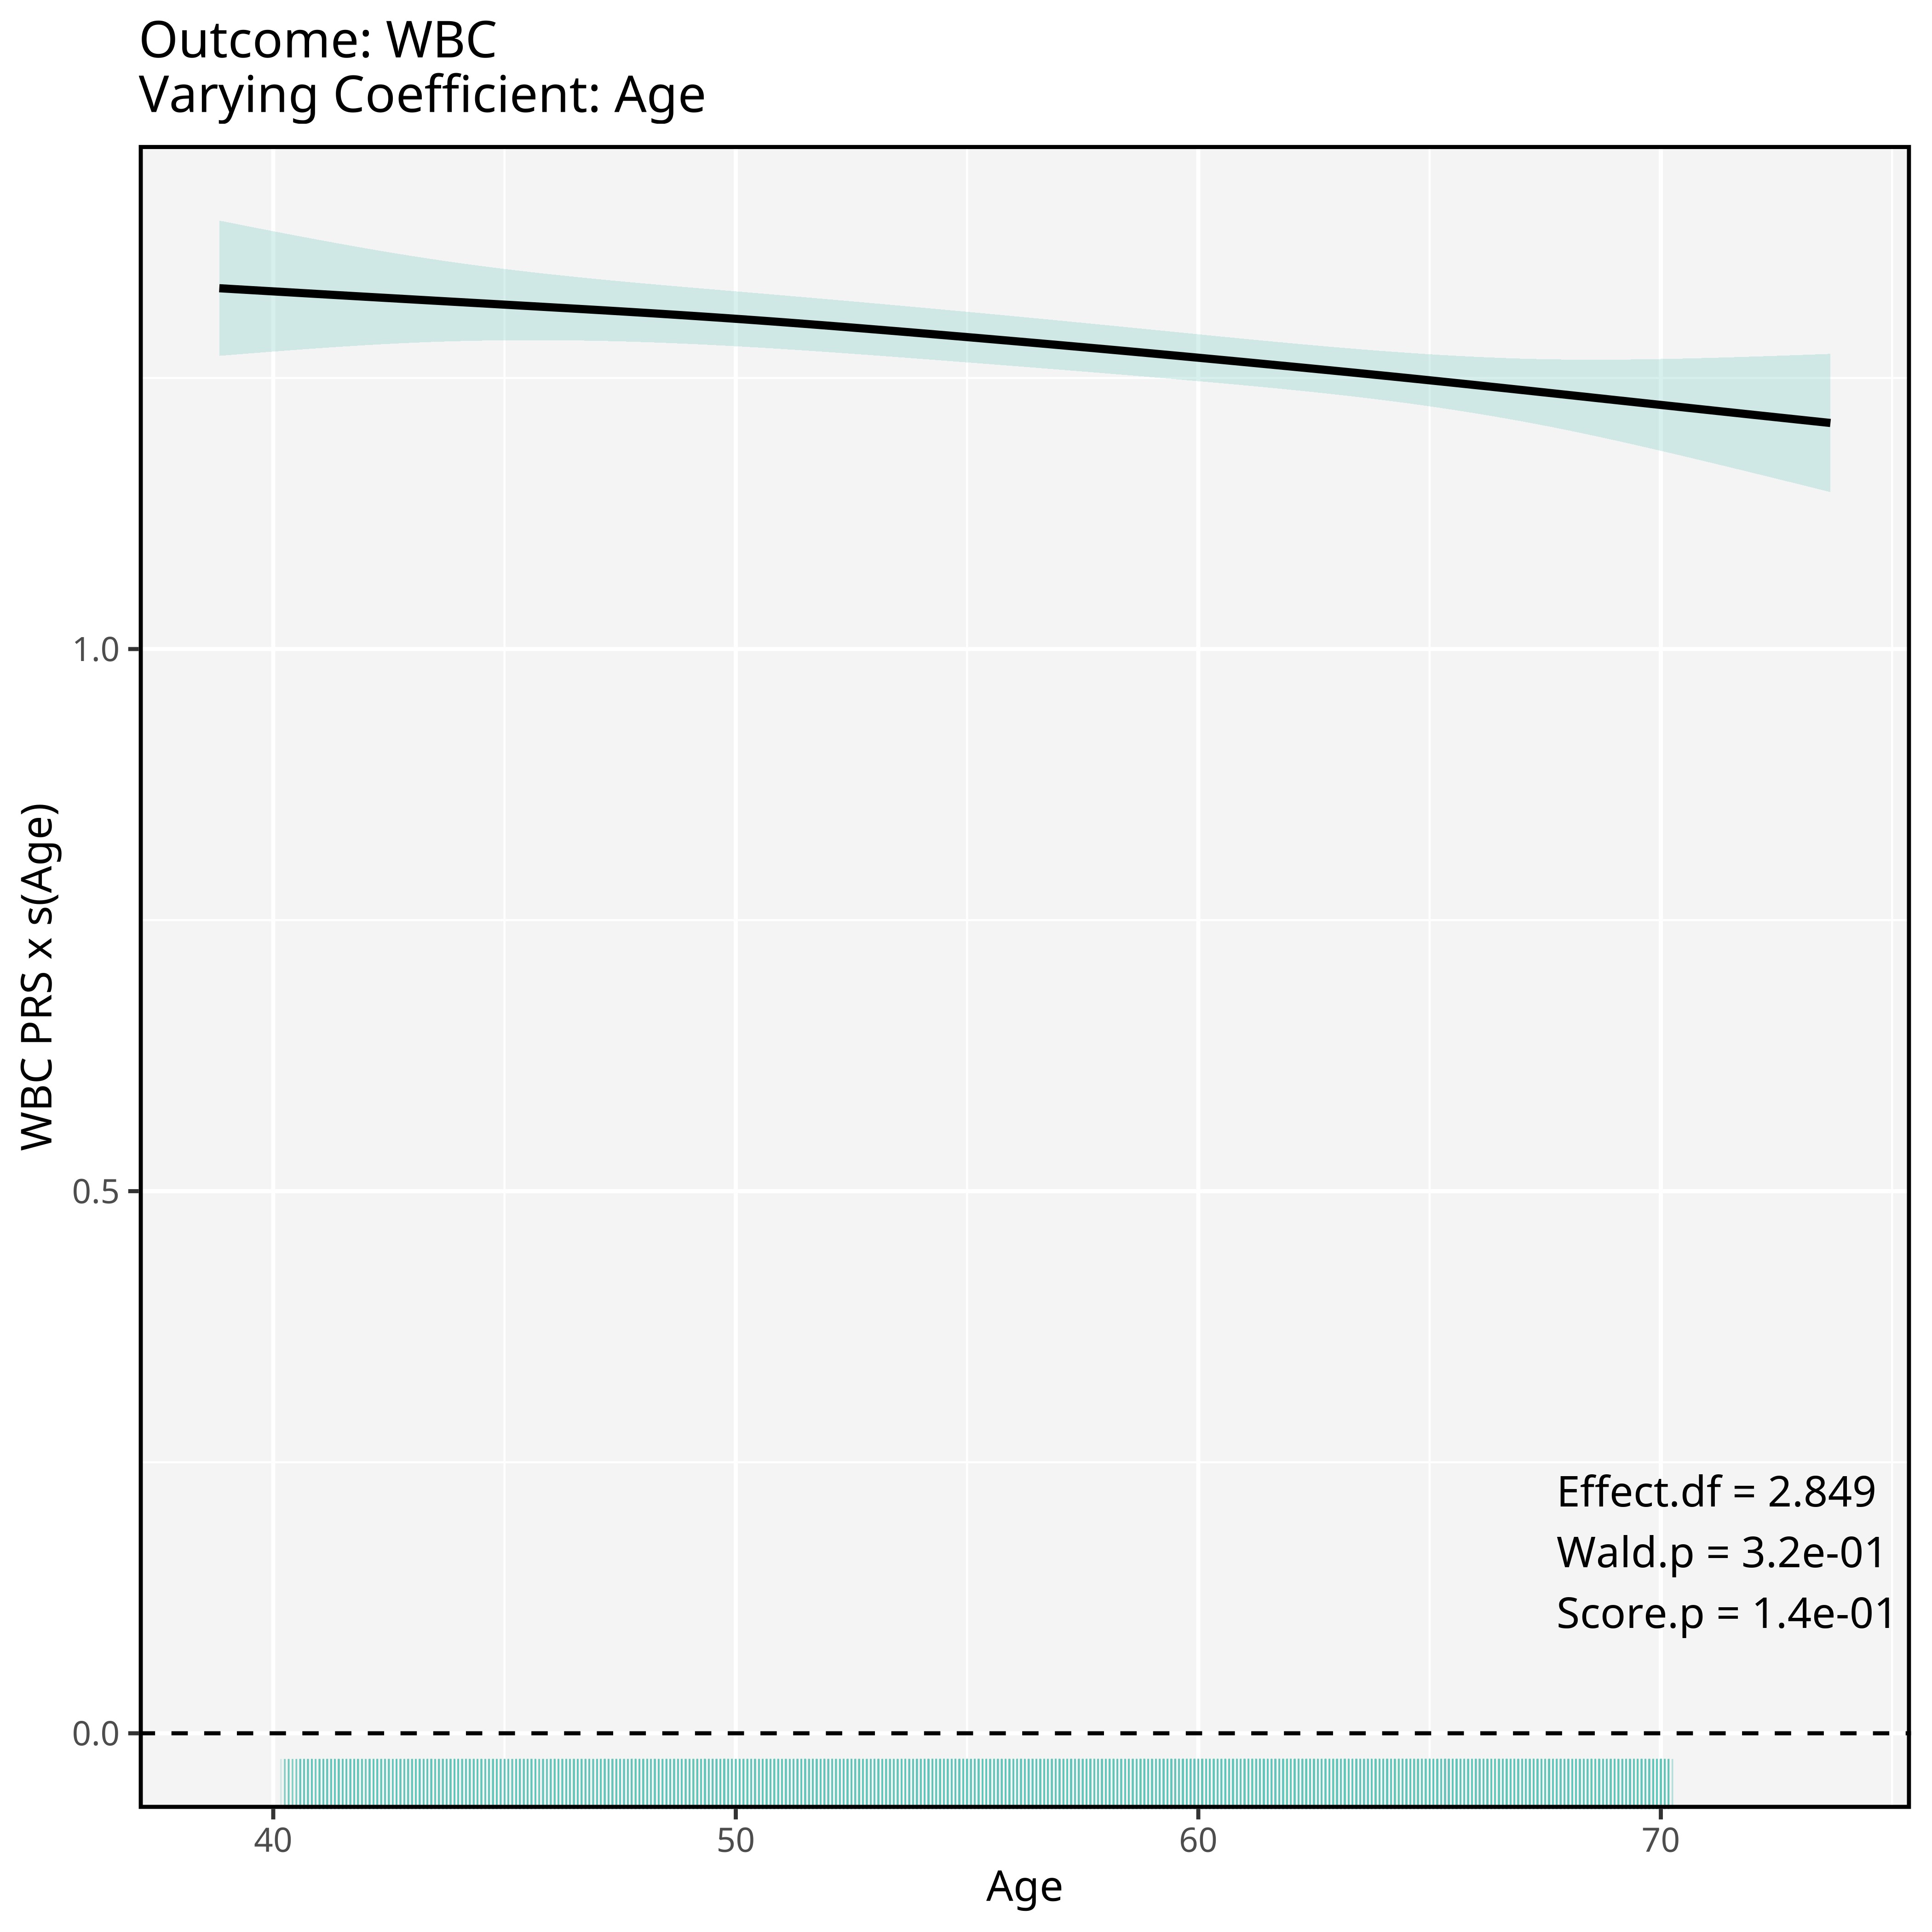 Outcome: WBC
Varying Coefficient: Age
WBC PRS x s(Age)
1.0
0.5
0.0
Effect.df = 2.849
Wald.p = 3.2e-01
Score.p = 1.4e-01
40 50 60 70
Age